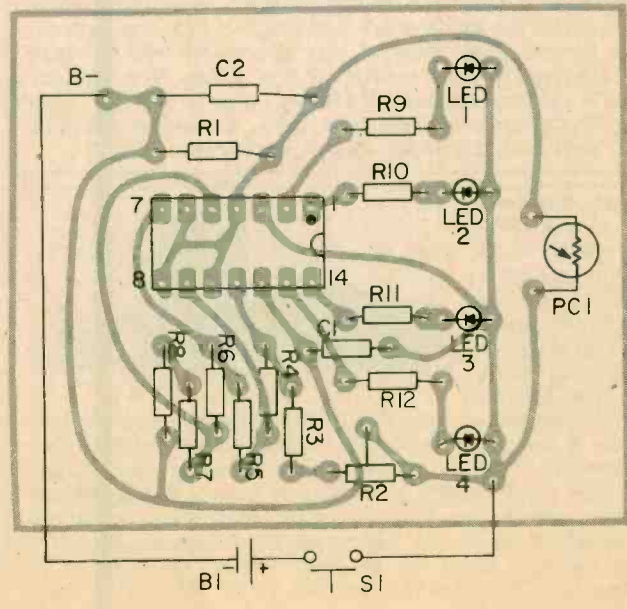 B-
C2
LED
1
R9
R1
R10
LED
2
7
1
8
14
PC1
R11
LED
3
C1
R8
R6
R4
R12
R3
R7
R5
R2
LED
4
B1
-
+
S1